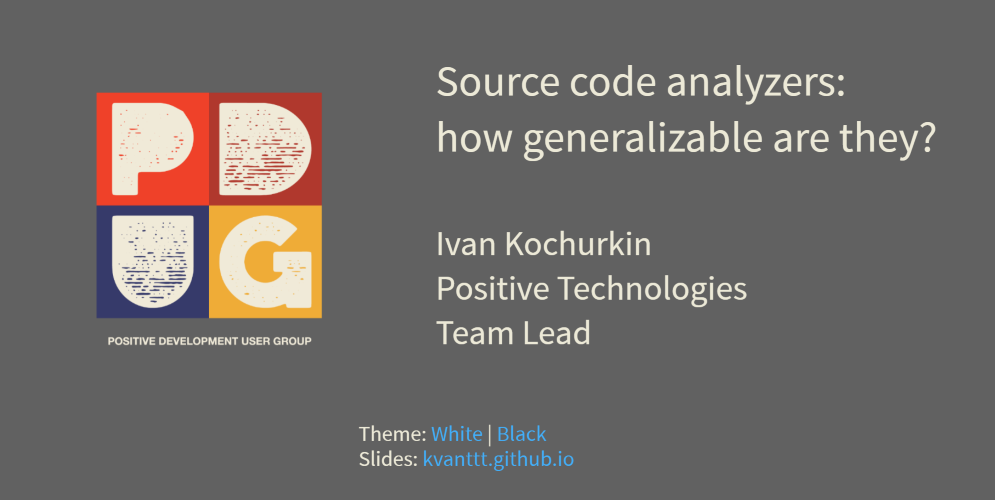 P D
U G
POSITIVE DEVELOPMENT USER GROUP
Source code analyzers:
how generalizable are they?
Ivan Kochurkin
Positive Technologies
Team Lead
Theme: White | Black
Slides: kvanttt.github.io